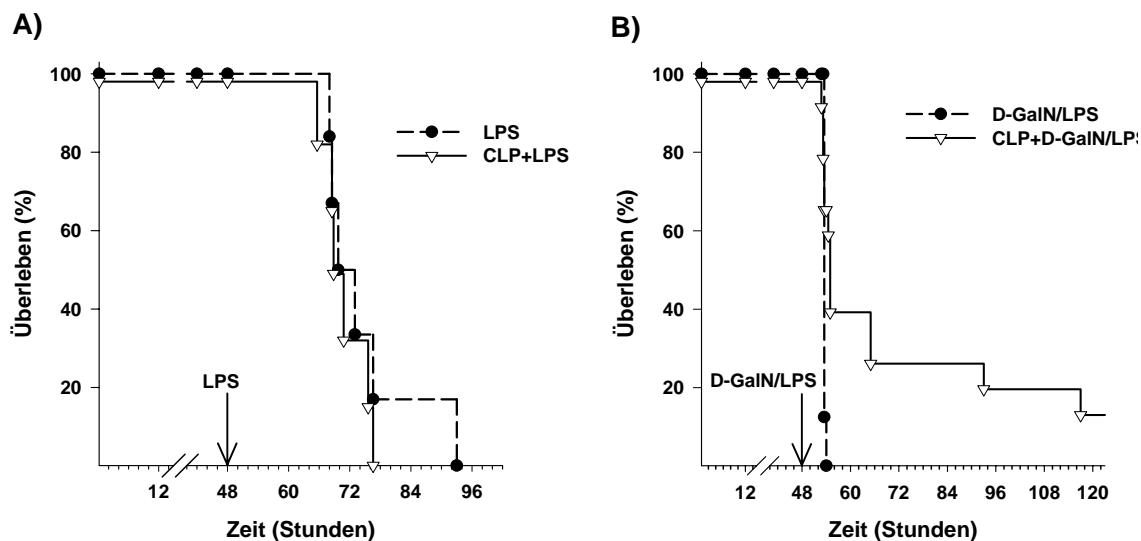 A)
100
80
60
40
20
Überleben (%)
LPS
CLP+LPS
LPS
12
48
60
72
84
96
Zeit (Stunden)
B)
100
80
60
40
20
Überleben (%)
D-GalN/LPS
CLP+D-GalN/LPS
D-GalN/LPS
12
48
60
72
84
96
108
120
Zeit (Stunden)